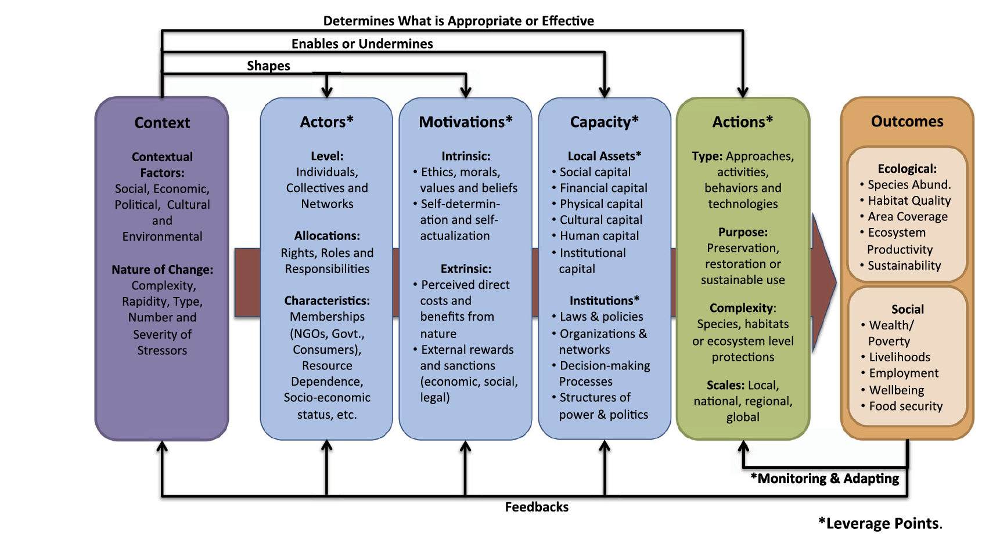 Determines What is Appropriate or Effective
Enables or Undermines
Shapes
Context
Contextual
Factors:
Social, Economic,
Political, Cultural
and
Environmental
Nature of Change:
Complexity,
Rapidity, Type,
Number and
Severity of
Stressors
Actors*
Level:
Individuals,
Collectives and
Networks
Allocations:
Rights, Roles and
Responsibilities
Characteristics:
Memberships
(NGOs, Govt.,
Consumers),
Resource
Dependence,
Socio-economic
status, etc.
Motivations*
Intrinsic:
• Ethics, morals,
values and beliefs
• Self-determin-
ation and self-
actualization
Extrinsic:
• Perceived direct
costs and
benefits from
nature
• External rewards
and sanctions
(economic, social,
legal)
Capacity*
Local Assets*
• Social capital
• Financial capital
• Physical capital
• Cultural capital
• Human capital
• Institutional
capital
Institutions*
• Laws & policies
• Organizations &
networks
• Decision-making
Processes
• Structures of
power & politics
Actions*
Type: Approaches,
activities,
behaviors and
technologies
Purpose:
Preservation,
restoration or
sustainable use
Complexity:
Species, habitats
or ecosystem level
protections
Scales: Local,
national, regional,
global
Outcomes
Ecological:
• Species Abund.
• Habitat Quality
• Area Coverage
• Ecosystem
Productivity
• Sustainability
Social
• Wealth/
Poverty
• Livelihoods
• Employment
• Wellbeing
• Food security
*Monitoring & Adapting
Feedbacks
*Leverage Points.